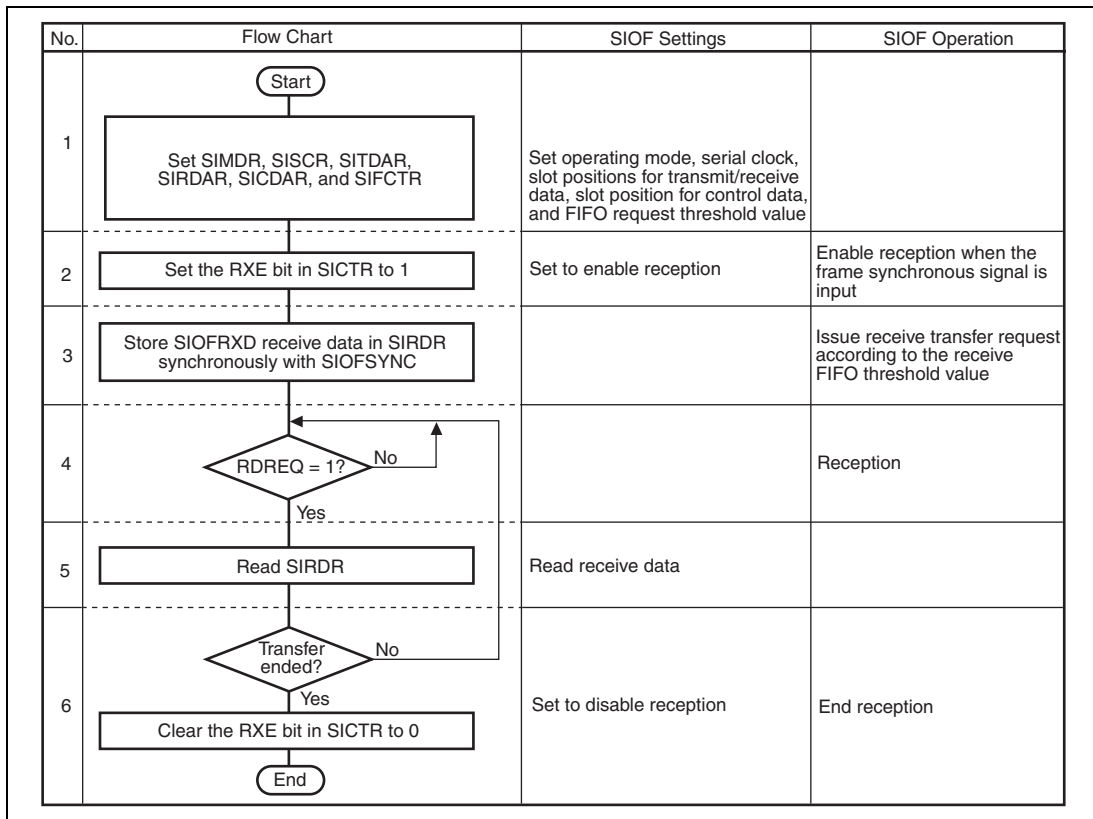 No.
Flow Chart
SIOF Settings
SIOF Operation
1
Start
Set SIMDR, SISCR, SITDAR,
SIRDAR, SICDAR, and SIFCTR
Set operating mode, serial clock,
slot positions for transmit/receive
data, slot position for control data,
and FIFO request threshold value
2
Set the RXE bit in SICTR to 1
Set to enable reception
Enable reception when the
frame synchronous signal is
input
3
Store SIOFRXD receive data in SIRDR
synchronously with SIOFSYNC
Issue receive transfer request
according to the receive
FIFO threshold value
4
RDREQ = 1?
No
Yes
Reception
5
Read SIRDR
Read receive data
6
Transfer
ended?
No
Yes
Clear the RXE bit in SICTR to 0
End
Set to disable reception
End reception